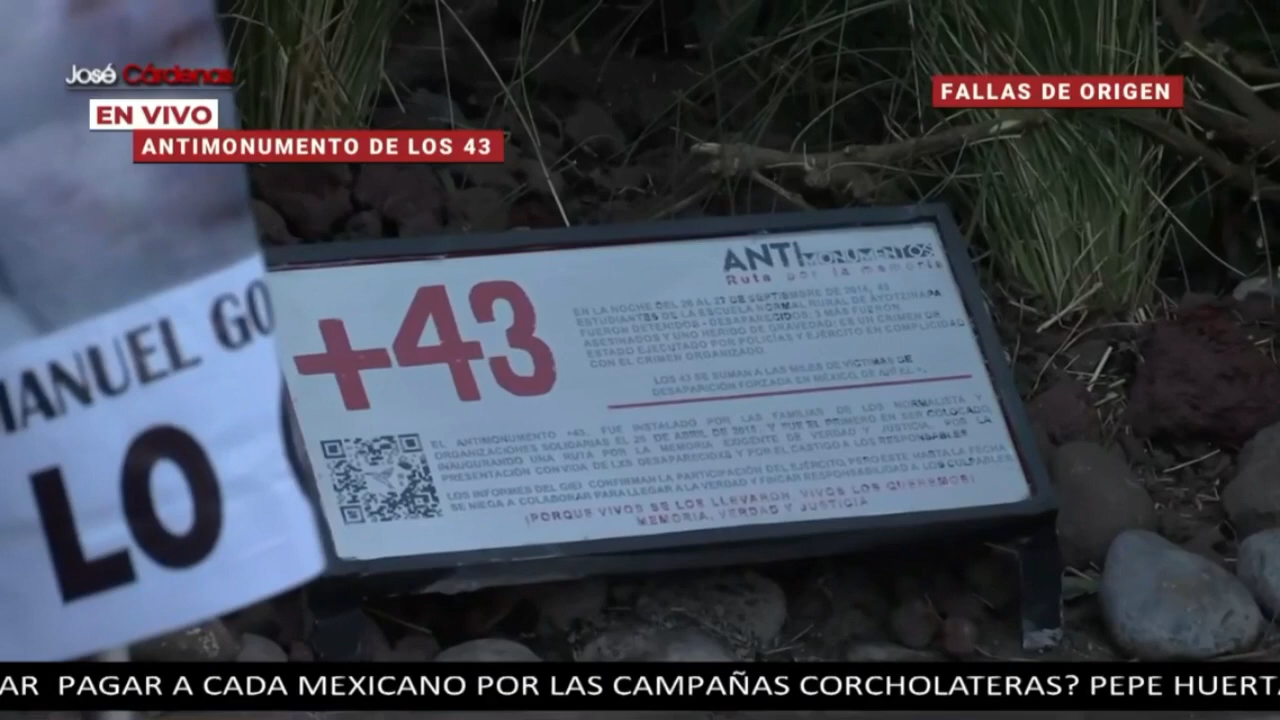 José Cárdenas
EN VIVO
ANTIMONUMENTO DE LOS 43
FALLAS DE ORIGEN
ANTIMONUMENTOS
Ruta por la memoria
+43
EN LA NOCHE DEL 26 AL 27 DE SEPTIEMBRE DE 2014, 43
ESTUDIANTES DE LA ESCUELA NORMAL RURAL DE AYOTZINAPA
FUERON DETENIDOS - DESAPARECIDOS; 3 MÁS FUERON
ASESINADOS Y UNO HERIDO DE GRAVEDAD; ES UN CRIMEN DE
ESTADO EJECUTADO POR POLICÍAS Y EJÉRCITO EN COMPLICIDAD
CON EL CRIMEN ORGANIZADO.
LOS 43 SE SUMAN A LAS MILES DE VÍCTIMAS DE
DESAPARICIÓN FORZADA EN MÉXICO, DE AHÍ EL +.
EL ANTIMONUMENTO +43, FUE INSTALADO POR LAS FAMILIAS DE LOS NORMALISTA Y
ORGANIZACIONES SOLIDARIAS EL 25 DE ABRIL DE 2015, Y FUE EL PRIMERO EN SER COLOCADO,
INAUGURANDO UNA RUTA POR LA MEMORIA EXIGENTE DE VERDAD Y JUSTICIA, POR LA
PRESENTACIÓN CON VIDA DE LXS DESAPARECIDXS Y POR EL CASTIGO A LOS RESPONSABLES
LOS INFORMES DEL GIEI CONFIRMAN LA PARTICIPACIÓN DEL EJÉRCITO, PERO ESTE HASTA LA FECHA
SE NIEGA A COLABORAR PARA LLEGAR A LA VERDAD Y FINCAR RESPONSABILIDAD A LOS CULPABLES
¡PORQUE VIVOS SE LOS LLEVARON, VIVOS LOS QUEREMOS!
MEMORIA, VERDAD Y JUSTICIA
MANUEL GO
LO
AR PAGAR A CADA MEXICANO POR LAS CAMPAÑAS CORCHOLATERAS? PEPE HUERTA